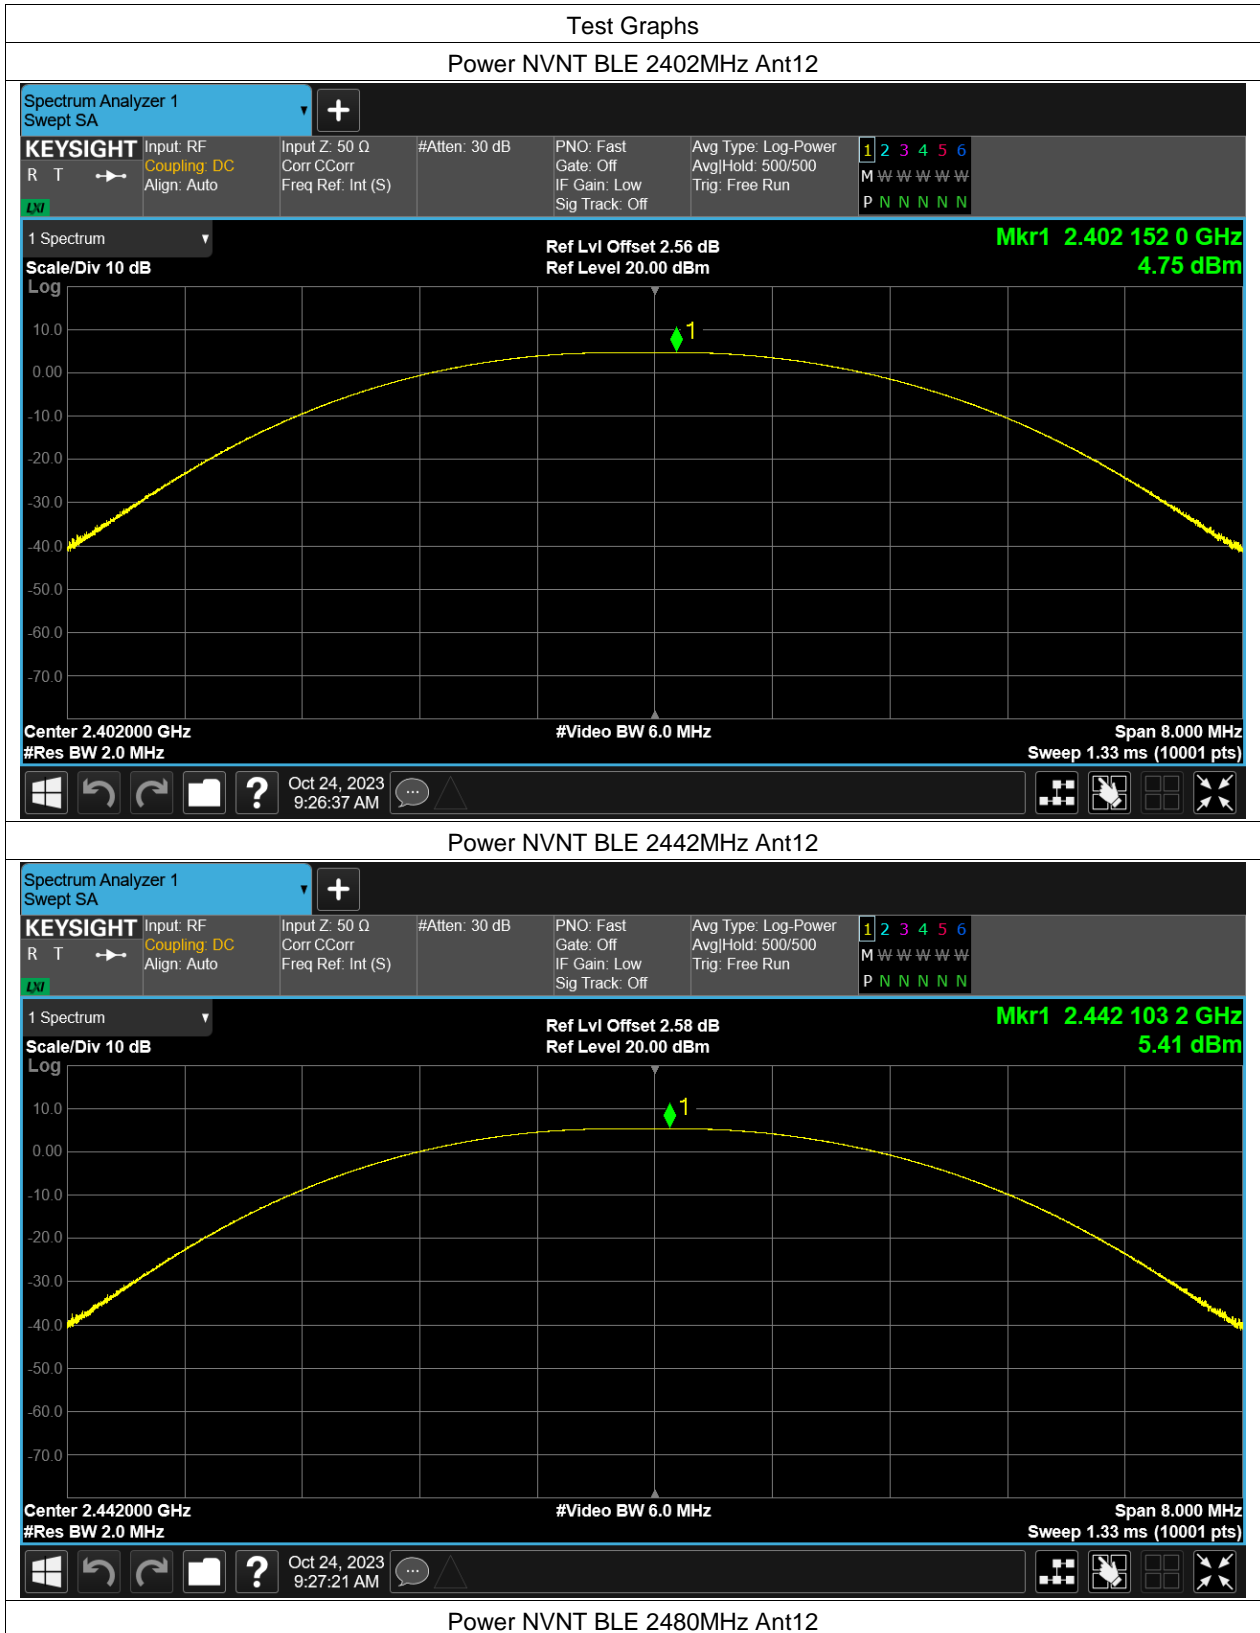 Test Graphs
Power NVNT BLE 2402MHz Ant12
Spectrum Analyzer 1
Swept SA
KEYSIGHT
R T
LXI
Input: RF
Coupling: DC
Align: Auto
Input Z: 50 Ω
Corr CCorr
Freq Ref: Int (S)
#Atten: 30 dB
PNO: Fast
Gate: Off
IF Gain: Low
Sig Track: Off
Avg Type: Log-Power
Avg|Hold: 500/500
Trig: Free Run
1 2 3 4 5 6
M W W W W W
P N N N N N
1 Spectrum
Scale/Div 10 dB
Ref Lvl Offset 2.56 dB
Ref Level 20.00 dBm
Mkr1 2.402 152 0 GHz
4.75 dBm
Log
1
10.0
0.00
-10.0
-20.0
-30.0
-40.0
-50.0
-60.0
-70.0
Center 2.402000 GHz
#Video BW 6.0 MHz
Span 8.000 MHz
#Res BW 2.0 MHz
Sweep 1.33 ms (10001 pts)
?
Oct 24, 2023
9:26:37 AM
Power NVNT BLE 2442MHz Ant12
Spectrum Analyzer 1
Swept SA
KEYSIGHT
R T
LXI
Input: RF
Coupling: DC
Align: Auto
Input Z: 50 Ω
Corr CCorr
Freq Ref: Int (S)
#Atten: 30 dB
PNO: Fast
Gate: Off
IF Gain: Low
Sig Track: Off
Avg Type: Log-Power
Avg|Hold: 500/500
Trig: Free Run
1 2 3 4 5 6
M W W W W W
P N N N N N
1 Spectrum
Scale/Div 10 dB
Ref Lvl Offset 2.58 dB
Ref Level 20.00 dBm
Mkr1 2.442 103 2 GHz
5.41 dBm
Log
1
10.0
0.00
-10.0
-20.0
-30.0
-40.0
-50.0
-60.0
-70.0
Center 2.442000 GHz
#Video BW 6.0 MHz
Span 8.000 MHz
#Res BW 2.0 MHz
Sweep 1.33 ms (10001 pts)
?
Oct 24, 2023
9:27:21 AM
Power NVNT BLE 2480MHz Ant12